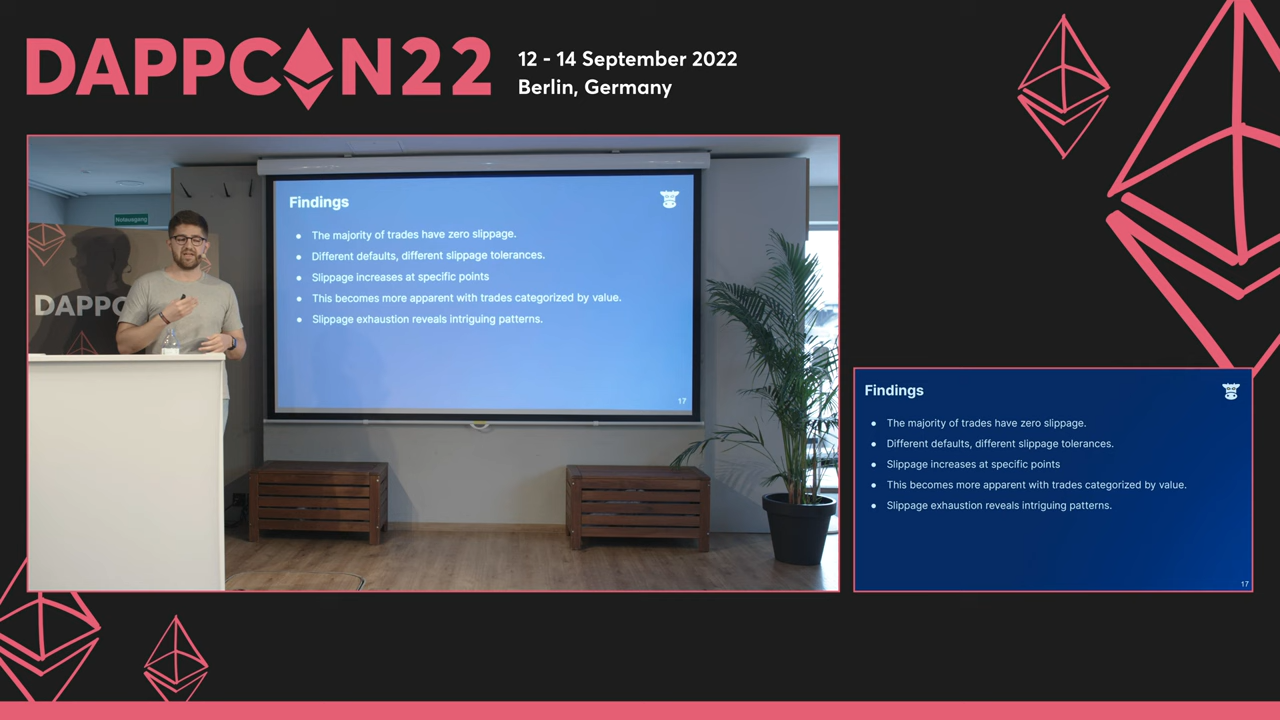 DAPPCON22
12 - 14 September 2022
Berlin, Germany
Notausgang
DAPPC
Findings
● The majority of trades have zero slippage.
● Different defaults, different slippage tolerances.
● Slippage increases at specific points
● This becomes more apparent with trades categorized by value.
● Slippage exhaustion reveals intriguing patterns.
17
Findings
● The majority of trades have zero slippage.
● Different defaults, different slippage tolerances.
● Slippage increases at specific points
● This becomes more apparent with trades categorized by value.
● Slippage exhaustion reveals intriguing patterns.
17